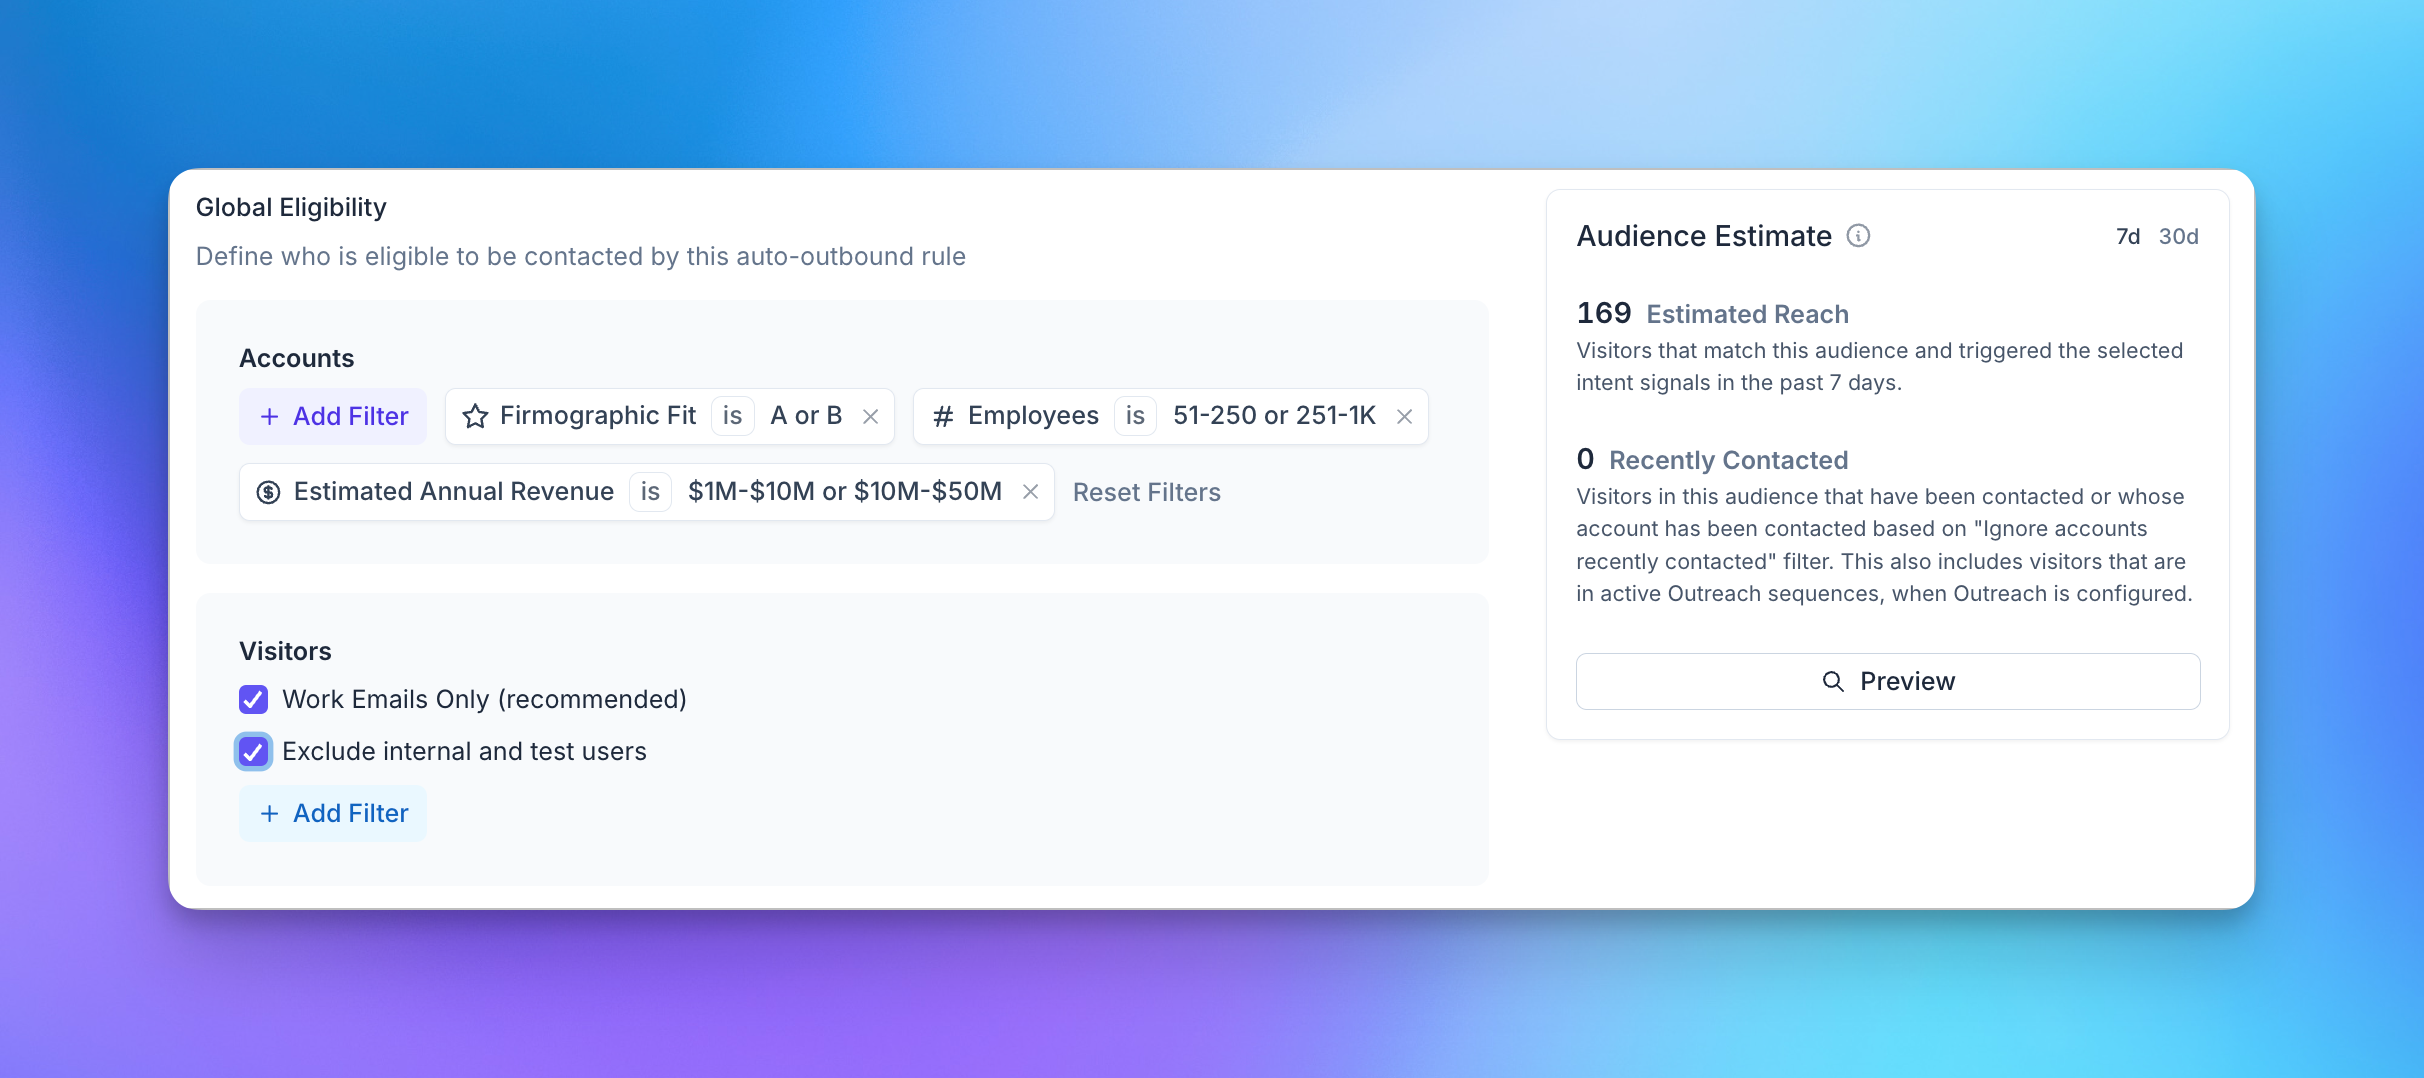 Global Eligibility
Define who is eligible to be contacted by this auto-outbound rule
Accounts
+ Add Filter
Firmographic Fit is A or B
# Employees is 51-250 or 251-1K
Estimated Annual Revenue is $1M-$10M or $10M-$50M
Reset Filters
Visitors
Work Emails Only (recommended)
Exclude internal and test users
+ Add Filter
Audience Estimate
7d 30d
169 Estimated Reach
Visitors that match this audience and triggered the selected
intent signals in the past 7 days.
0 Recently Contacted
Visitors in this audience that have been contacted or whose
account has been contacted based on "Ignore accounts
recently contacted" filter. This also includes visitors that are
in active Outreach sequences, when Outreach is configured.
Preview